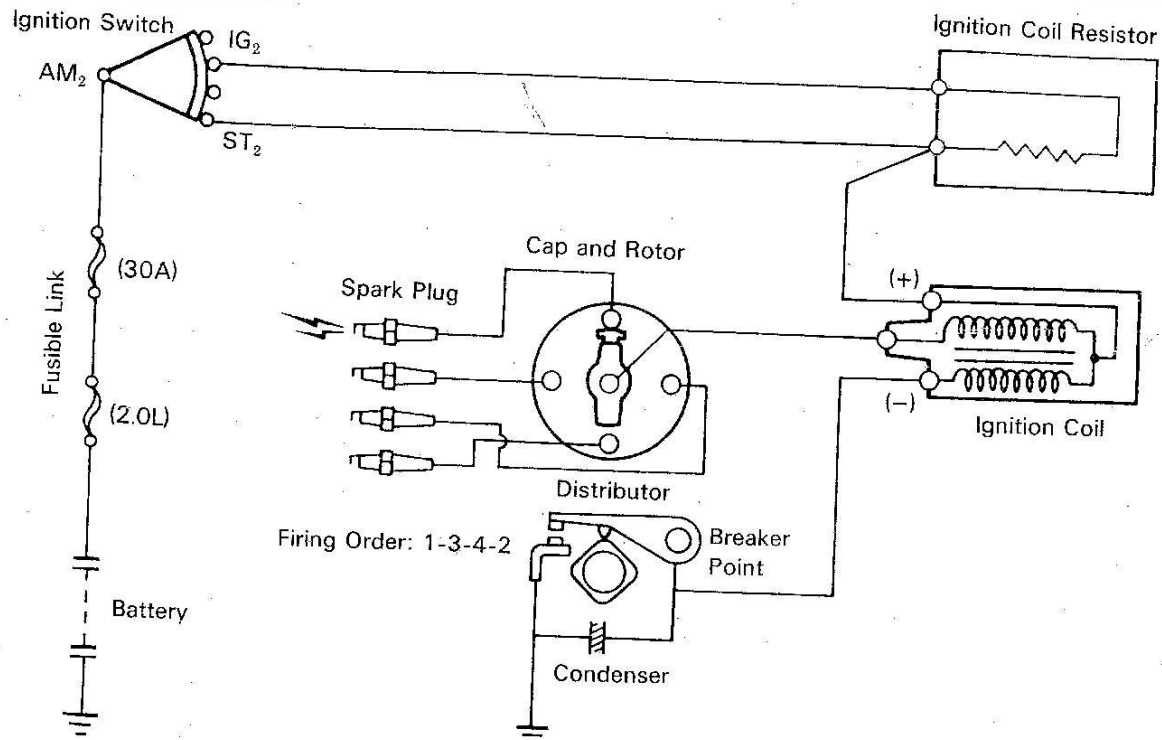 Ignition Switch
IG₂
AM₂
ST₂
Ignition Coil Resistor
Fusible Link
(30A)
(2.0L)
Battery
Cap and Rotor
Spark Plug
(+)
(−)
Ignition Coil
Distributor
Firing Order: 1-3-4-2
Breaker
Point
Condenser